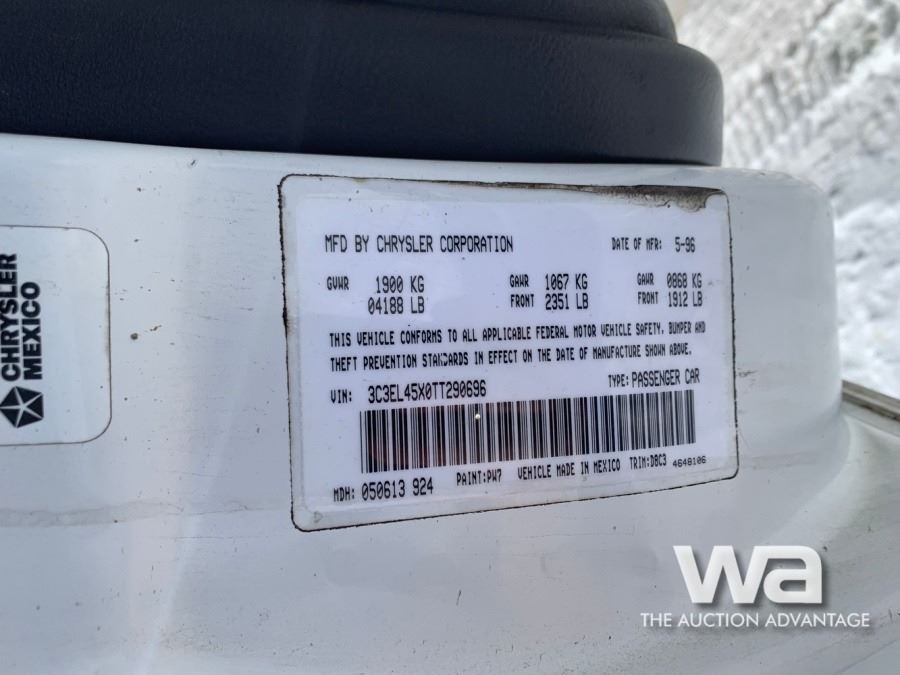 CHRYSLER
MEXICO
MFD BY CHRYSLER CORPORATION DATE OF MFR: 5-96
GVWR 1900 KG GAWR 1067 KG GAWR 0868 KG
04188 LB FRONT 2351 LB FRONT 1912 LB
THIS VEHICLE CONFORMS TO ALL APPLICABLE FEDERAL MOTOR VEHICLE SAFETY, BUMPER AND
THEFT PREVENTION STANDARDS IN EFFECT ON THE DATE OF MANUFACTURE SHOWN ABOVE.
VIN: 3C3EL45X0TT290696 TYPE: PASSENGER CAR
MDH: 050613 924 PAINT:PW7 VEHICLE MADE IN MEXICO TRIM:D8C3 4648106
wa
THE AUCTION ADVANTAGE